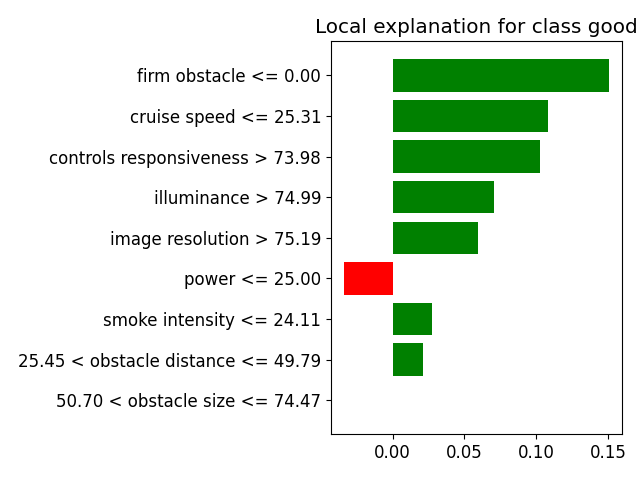 Local explanation for class good
firm obstacle <= 0.00
cruise speed <= 25.31
controls responsiveness > 73.98
illuminance > 74.99
image resolution > 75.19
power <= 25.00
smoke intensity <= 24.11
25.45 < obstacle distance <= 49.79
50.70 < obstacle size <= 74.47
0.00 0.05 0.10 0.15